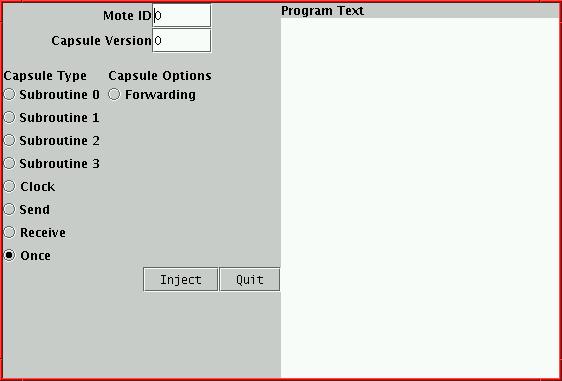 Mote ID 0
Capsule Version 0
Capsule Type Capsule Options
Subroutine 0 Forwarding
Subroutine 1
Subroutine 2
Subroutine 3
Clock
Send
Receive
Once
Inject Quit
Program Text